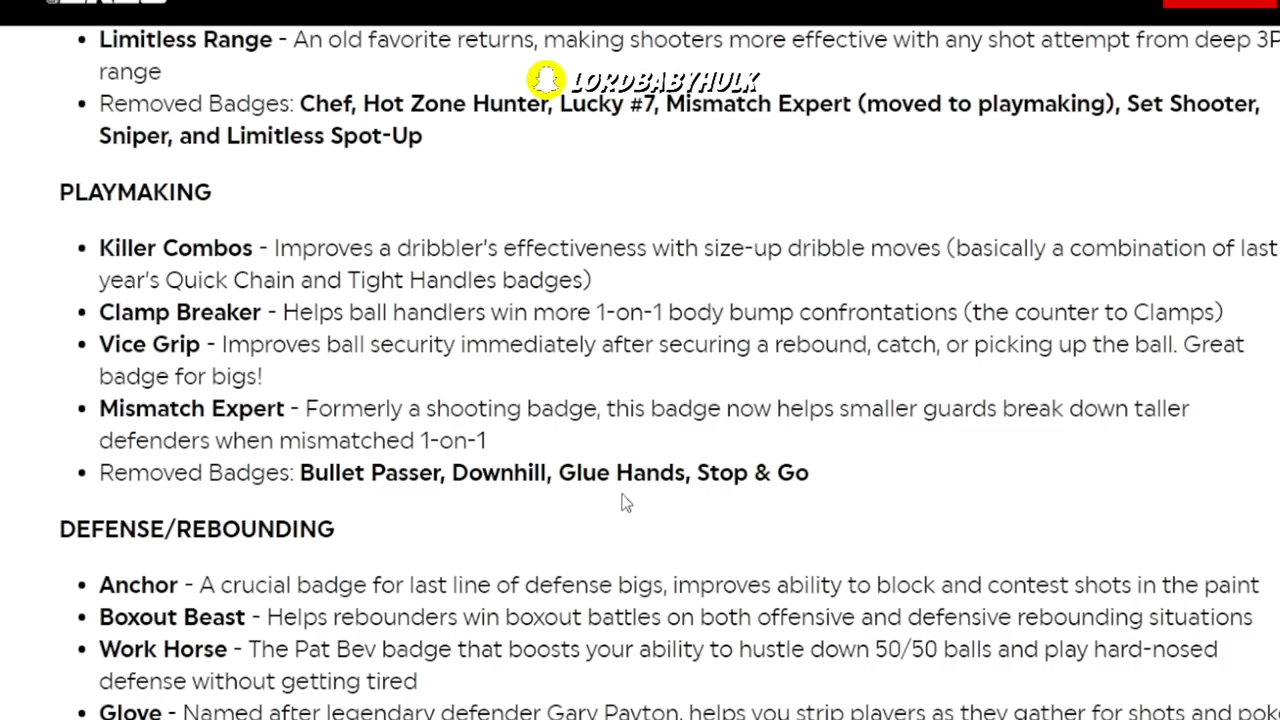 • Limitless Range - An old favorite returns, making shooters more effective with any shot attempt from deep 3P
range
LORDBABYHULK
• Removed Badges: Chef, Hot Zone Hunter, Lucky #7, Mismatch Expert (moved to playmaking), Set Shooter,
Sniper, and Limitless Spot-Up
PLAYMAKING
• Killer Combos - Improves a dribbler’s effectiveness with size-up dribble moves (basically a combination of last
year’s Quick Chain and Tight Handles badges)
• Clamp Breaker - Helps ball handlers win more 1-on-1 body bump confrontations (the counter to Clamps)
• Vice Grip - Improves ball security immediately after securing a rebound, catch, or picking up the ball. Great
badge for bigs!
• Mismatch Expert - Formerly a shooting badge, this badge now helps smaller guards break down taller
defenders when mismatched 1-on-1
• Removed Badges: Bullet Passer, Downhill, Glue Hands, Stop & Go
DEFENSE/REBOUNDING
• Anchor - A crucial badge for last line of defense bigs, improves ability to block and contest shots in the paint
• Boxout Beast - Helps rebounders win boxout battles on both offensive and defensive rebounding situations
• Work Horse - The Pat Bev badge that boosts your ability to hustle down 50/50 balls and play hard-nosed
defense without getting tired
• Glove - Named after legendary defender Gary Payton, helps you strip players as they gather for shots and poke